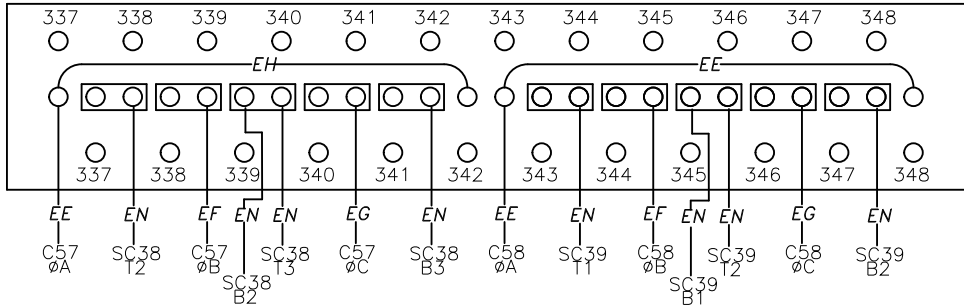 337 338 339 340 341 342 343 344 345 346 347 348
EH EE
337 338 339 340 341 342 343 344 345 346 347 348
EE EN EF EN EN EG EN EE EN EF EN EN EG EN
C57 SC38 C57 SC38 C57 SC38 C58 SC39 C58 SC39 C58 SC39
øA T2 øB T3 øC B3 øA T1 øB T2 øC B2
SC38 SC39
B2 B1